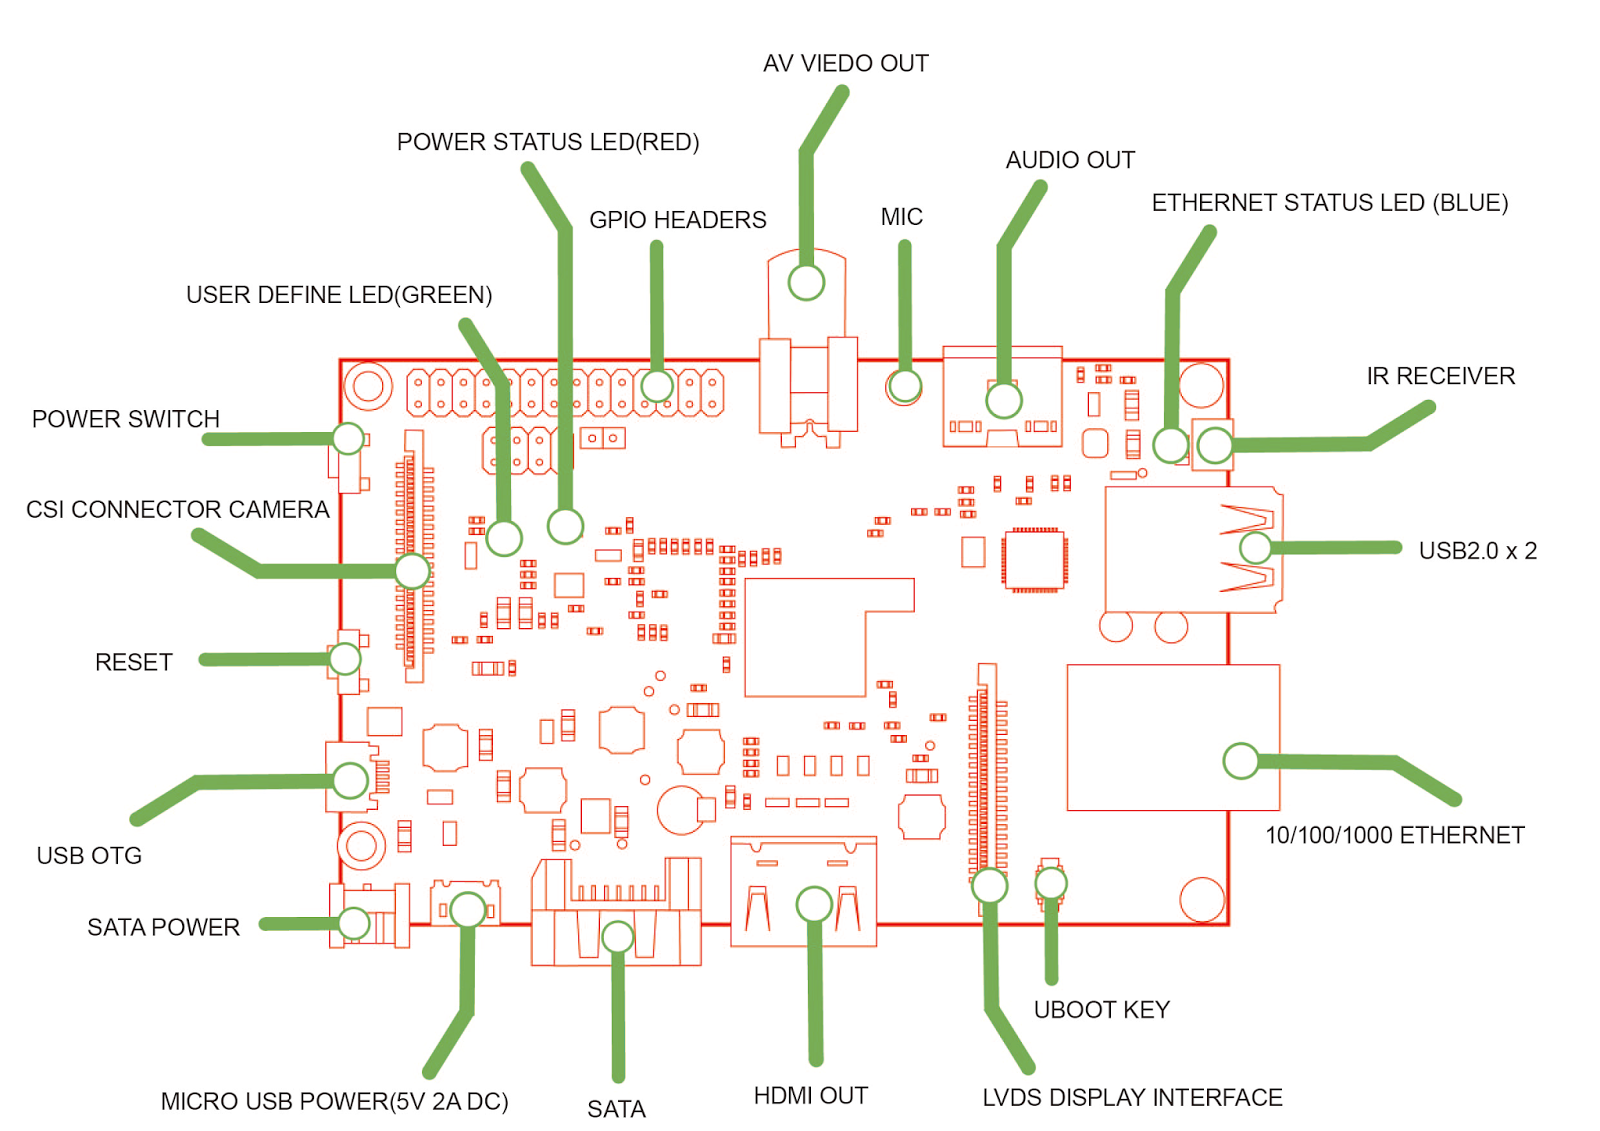 AV VIEDO OUT
POWER STATUS LED(RED)
AUDIO OUT
ETHERNET STATUS LED (BLUE)
GPIO HEADERS
MIC
USER DEFINE LED(GREEN)
IR RECEIVER
POWER SWITCH
CSI CONNECTOR CAMERA
USB2.0 x 2
RESET
10/100/1000 ETHERNET
USB OTG
SATA POWER
UBOOT KEY
MICRO USB POWER(5V 2A DC)
SATA
HDMI OUT
LVDS DISPLAY INTERFACE